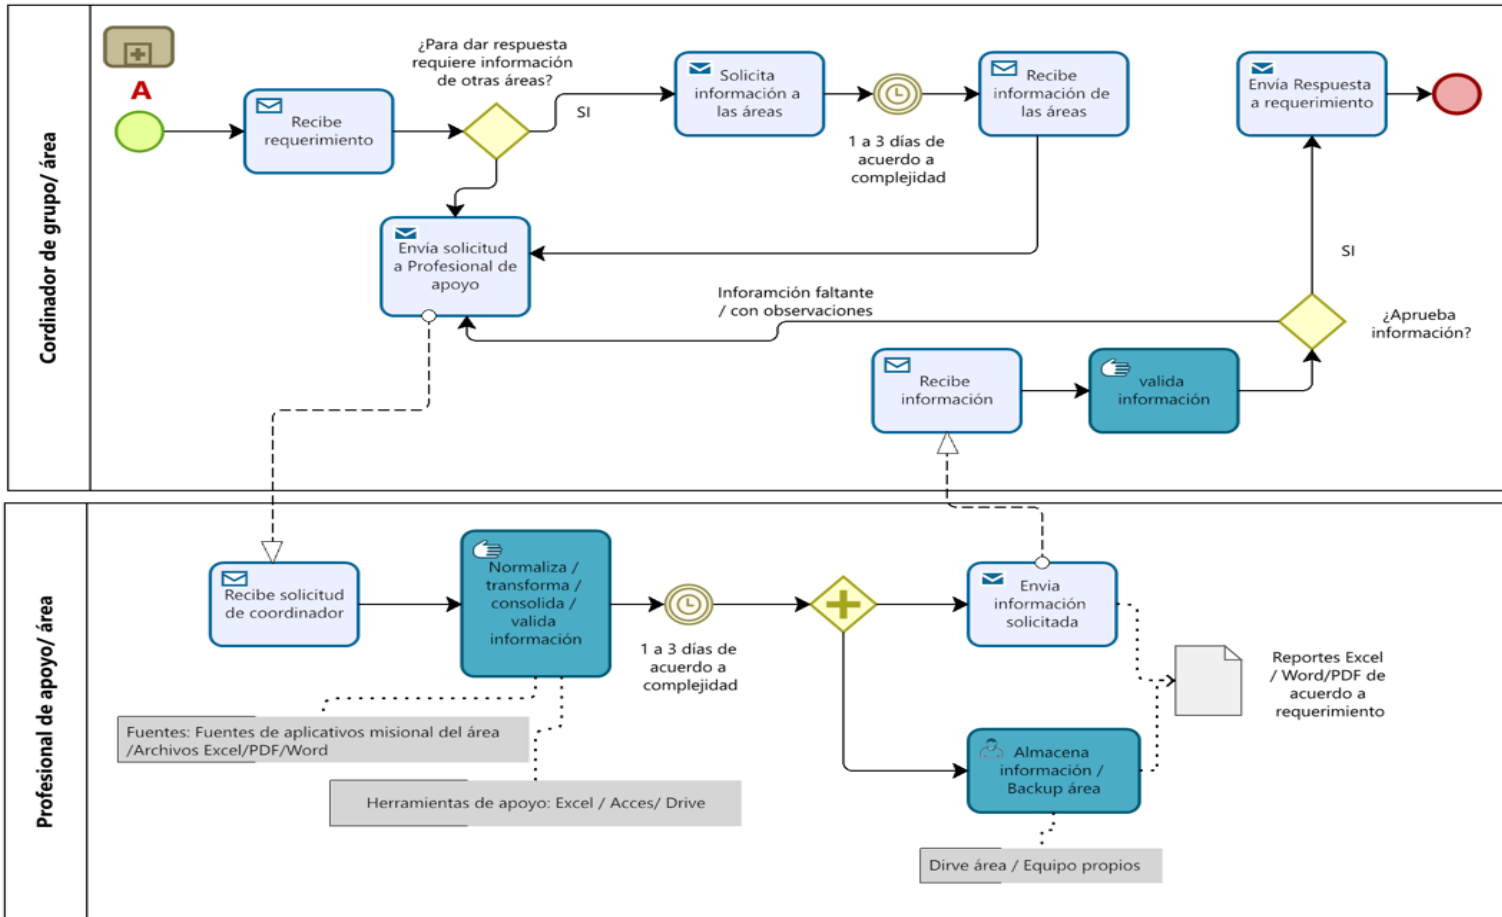 Cordinador de grupo/ área
A
Recibe
requerimiento
¿Para dar respuesta
requiere información
de otras áreas?
SI
Solicita
información a
las áreas
1 a 3 días de
acuerdo a
complejidad
Recibe
información de
las áreas
Envía Respuesta
a requerimiento
Envía solicitud
a Profesional de
apoyo
SI
Inforamción faltante
/ con observaciones
¿Aprueba
información?
Recibe
información
valida
información
Profesional de apoyo/ área
Recibe solicitud
de coordinador
Normaliza /
transforma /
consolida /
valida
información
1 a 3 días de
acuerdo a
complejidad
Envia
información
solicitada
Reportes Excel
/ Word/PDF de
acuerdo a
requerimiento
Fuentes: Fuentes de aplicativos misional del área
/Archivos Excel/PDF/Word
Herramientas de apoyo: Excel / Acces/ Drive
Almacena
información /
Backup área
Dirve área / Equipo propios